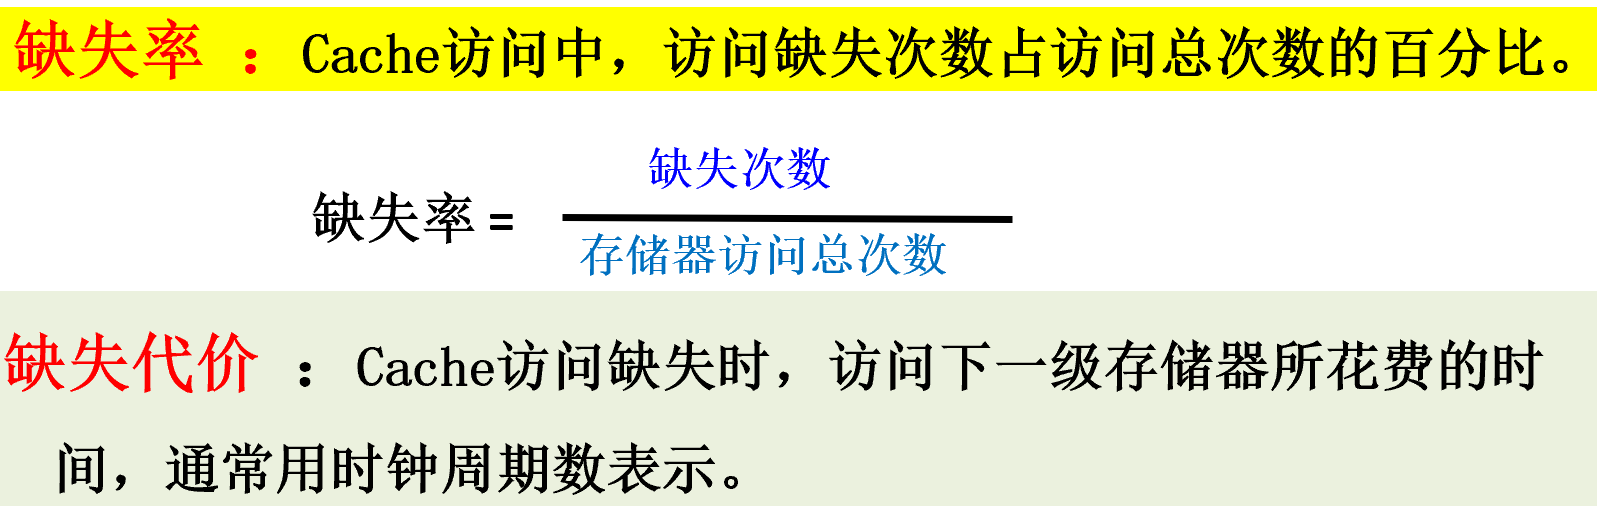 缺失率 ：Cache访问中，访问缺失次数占访问总次数的百分比。
缺失次数
缺失率 =
存储器访问总次数
缺失代价 ：Cache访问缺失时，访问下一级存储器所花费的时
间，通常用时钟周期数表示。